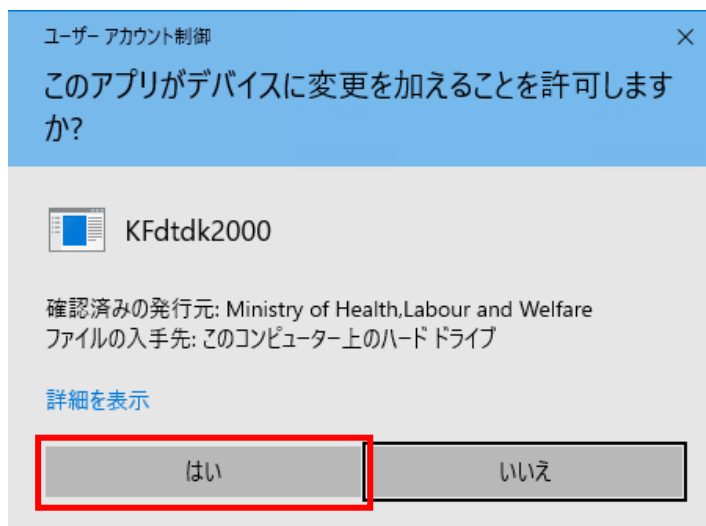 ユーザー アカウント制御
このアプリがデバイスに変更を加えることを許可します
か?
KFdtdk2000
確認済みの発行元: Ministry of Health,Labour and Welfare
ファイルの入手先: このコンピューター上のハード ドライブ
詳細を表示
はい
いいえ